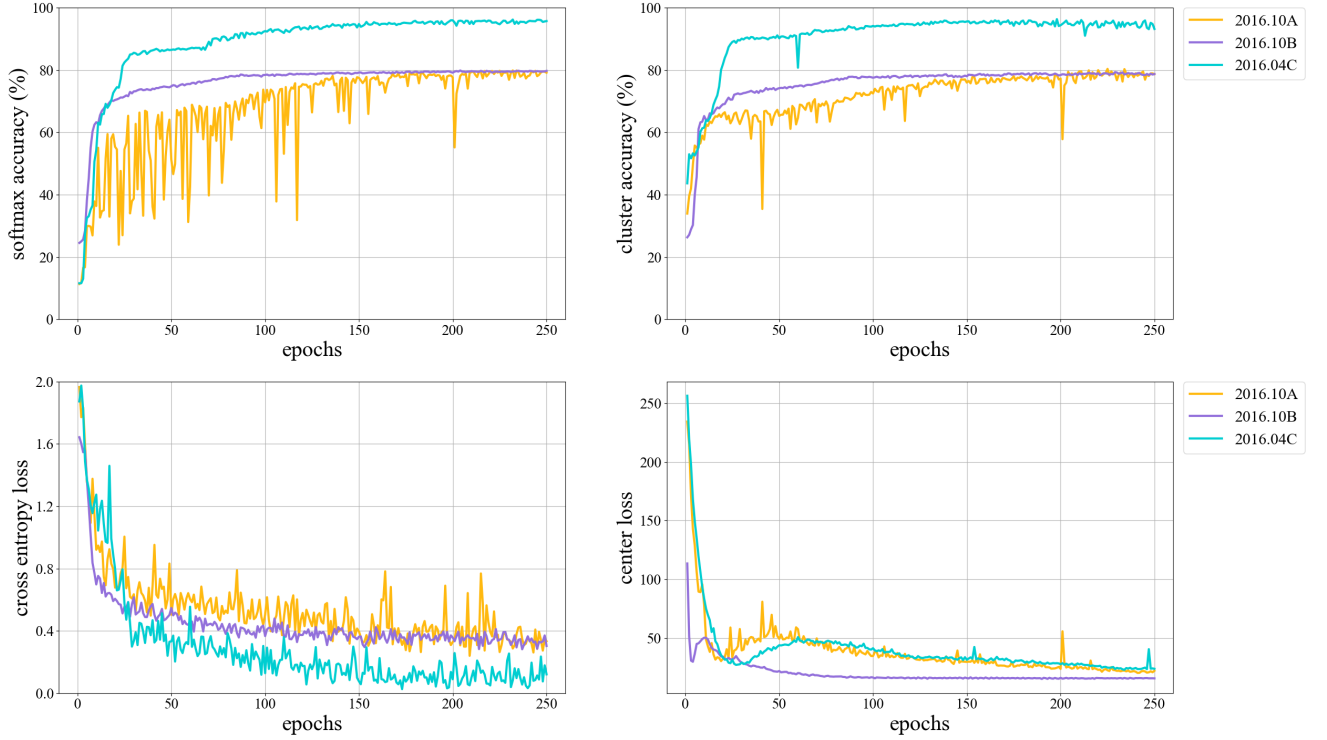 100
80
60
40
20
0
softmax accuracy (%)
0 50 100 150 200 250
epochs
100
80
60
40
20
0
cluster accuracy (%)
0 50 100 150 200 250
epochs
2016.10A
2016.10B
2016.04C
2.0
1.6
1.2
0.8
0.4
0.0
cross entropy loss
0 50 100 150 200 250
epochs
250
200
150
100
50
center loss
0 50 100 150 200 250
epochs
2016.10A
2016.10B
2016.04C